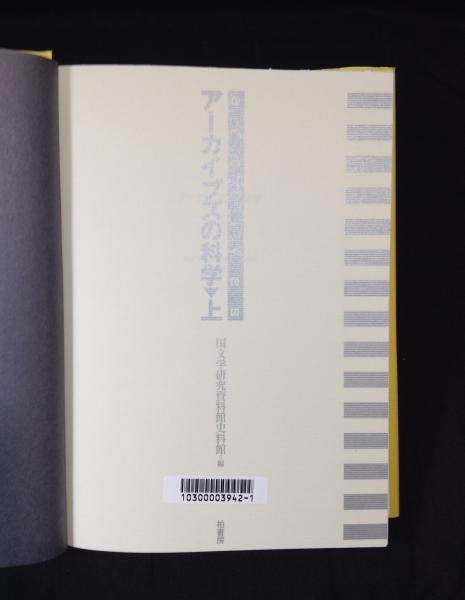 アーカイブズの科学▼上
国文学研究資料館史料館=編
10300003942-1
柏書房